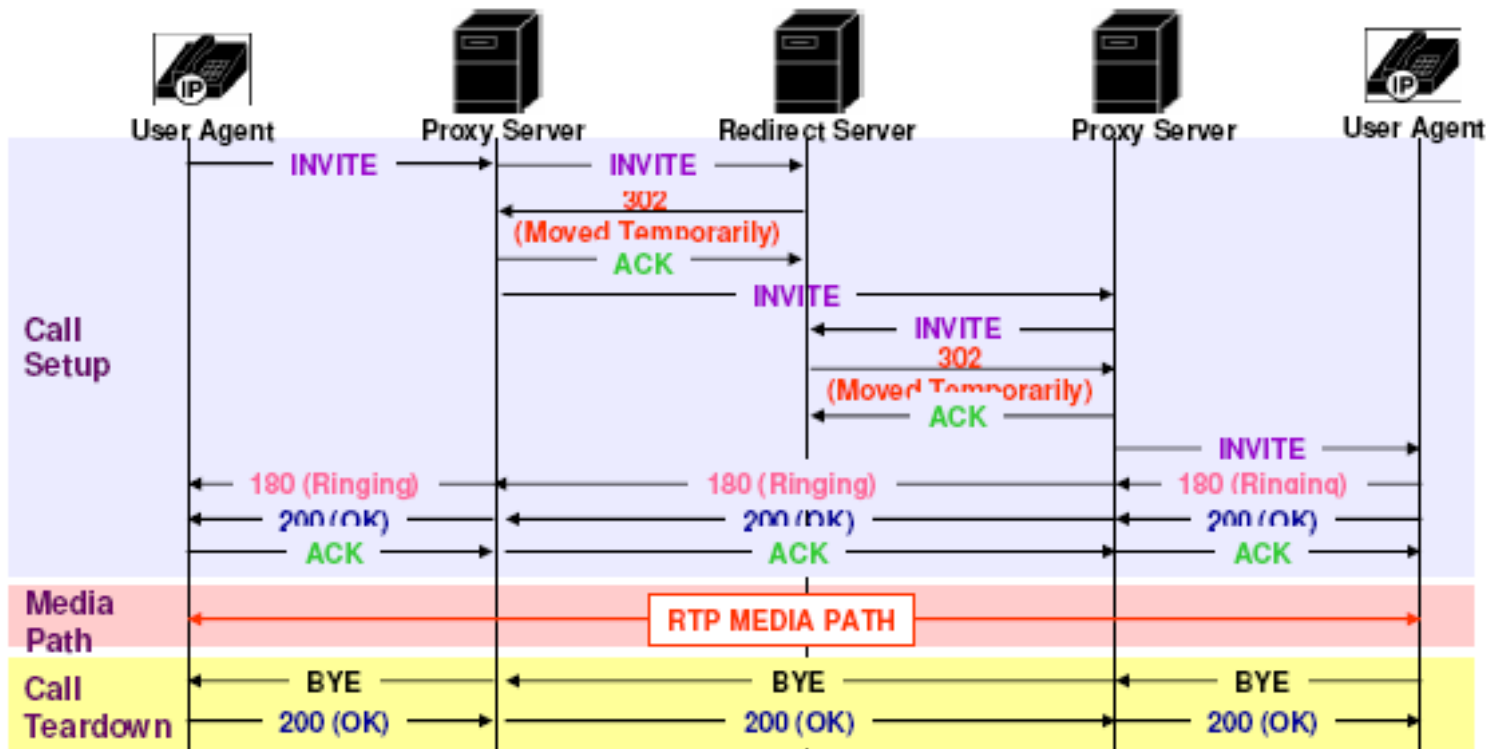 IP
IP
User Agent
Proxy Server
Redirect Server
Proxy Server
User Agent
INVITE
INVITE
302
(Moved Temporarily)
ACK
INVITE
INVITE
302
(Moved Temporarily)
ACK
INVITE
Call
Setup
180 (Ringing)
180 (Ringing)
180 (Ringing)
200 (OK)
200 (OK)
200 (OK)
ACK
ACK
ACK
Media
Path
RTP MEDIA PATH
Call
Teardown
BYE
BYE
BYE
200 (OK)
200 (OK)
200 (OK)